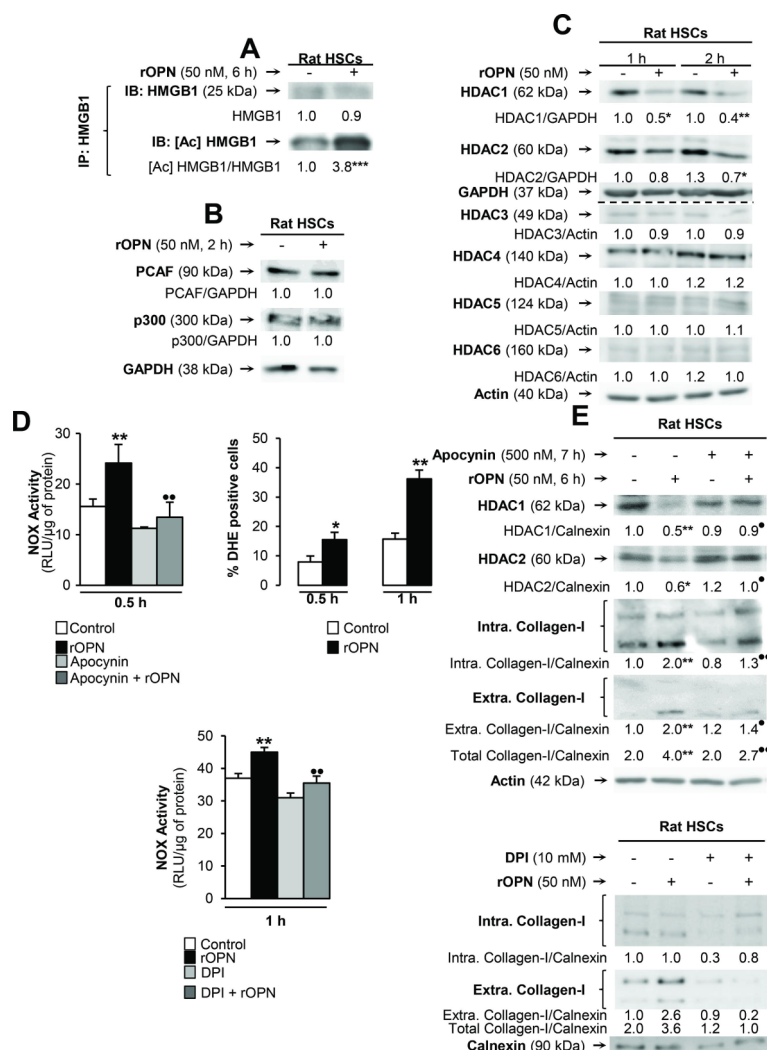 A
Rat HSCs
rOPN (50 nM, 6 h) → - +
IP: HMGB1
IB: HMGB1 (25 kDa) →
HMGB1 1.0 0.9
IB: [Ac] HMGB1 →
[Ac] HMGB1/HMGB1 1.0 3.8***
B
Rat HSCs
rOPN (50 nM, 2 h) → - +
PCAF (90 kDa) →
PCAF/GAPDH 1.0 1.0
p300 (300 kDa) →
p300/GAPDH 1.0 1.0
GAPDH (38 kDa) →
C
Rat HSCs
1 h 2 h
rOPN (50 nM) → - + - +
HDAC1 (62 kDa) →
HDAC1/GAPDH 1.0 0.5* 1.0 0.4**
HDAC2 (60 kDa) →
HDAC2/GAPDH 1.0 0.8 1.3 0.7*
GAPDH (37 kDa) →
HDAC3 (49 kDa) →
HDAC3/Actin 1.0 0.9 1.0 0.9
HDAC4 (140 kDa) →
HDAC4/Actin 1.0 1.0 1.2 1.2
HDAC5 (124 kDa) →
HDAC5/Actin 1.0 1.0 1.0 1.1
HDAC6 (160 kDa) →
HDAC6/Actin 1.0 1.0 1.2 1.0
Actin (40 kDa) →
D
NOX Activity
(RLU/µg of protein)
30
20
10
0
**
••
0.5 h
Control
rOPN
Apocynin
Apocynin + rOPN
% DHE positive cells
50
40
30
20
10
0
*
**
0.5 h 1 h
Control
rOPN
NOX Activity
(RLU/µg of protein)
50
40
30
20
10
0
**
••
1 h
Control
rOPN
DPI
DPI + rOPN
E
Rat HSCs
Apocynin (500 nM, 7 h) → - - + +
rOPN (50 nM, 6 h) → - + - +
HDAC1 (62 kDa) →
HDAC1/Calnexin 1.0 0.5** 0.9 0.9•
HDAC2 (60 kDa) →
HDAC2/Calnexin 1.0 0.6* 1.2 1.0•
Intra. Collagen-I
Intra. Collagen-I/Calnexin 1.0 2.0** 0.8 1.3••
Extra. Collagen-I
Extra. Collagen-I/Calnexin 1.0 2.0** 1.2 1.4•
Total Collagen-I/Calnexin 2.0 4.0** 2.0 2.7••
Actin (42 kDa) →
Rat HSCs
DPI (10 mM) → - - + +
rOPN (50 nM) → - + - +
Intra. Collagen-I
Intra. Collagen-I/Calnexin 1.0 1.0 0.3 0.8
Extra. Collagen-I
Extra. Collagen-I/Calnexin 1.0 2.6 0.9 0.2
Total Collagen-I/Calnexin 2.0 3.6 1.2 1.0
Calnexin (90 kDa) →